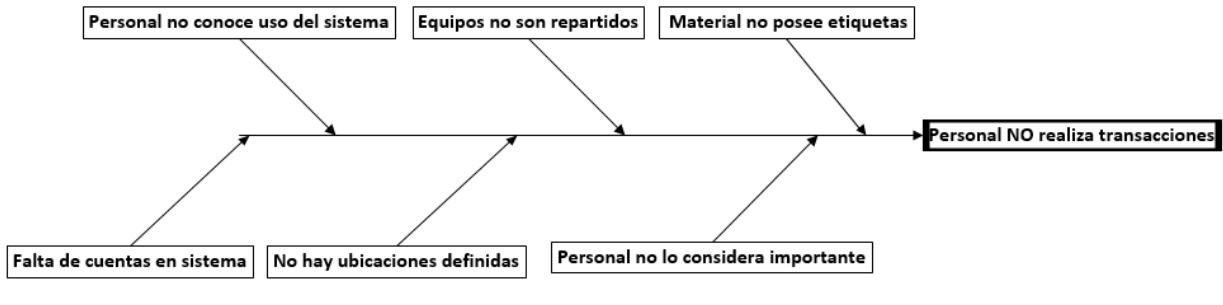 Personal no conoce uso del sistema
Equipos no son repartidos
Material no posee etiquetas
Personal NO realiza transacciones
Falta de cuentas en sistema
No hay ubicaciones definidas
Personal no lo considera importante